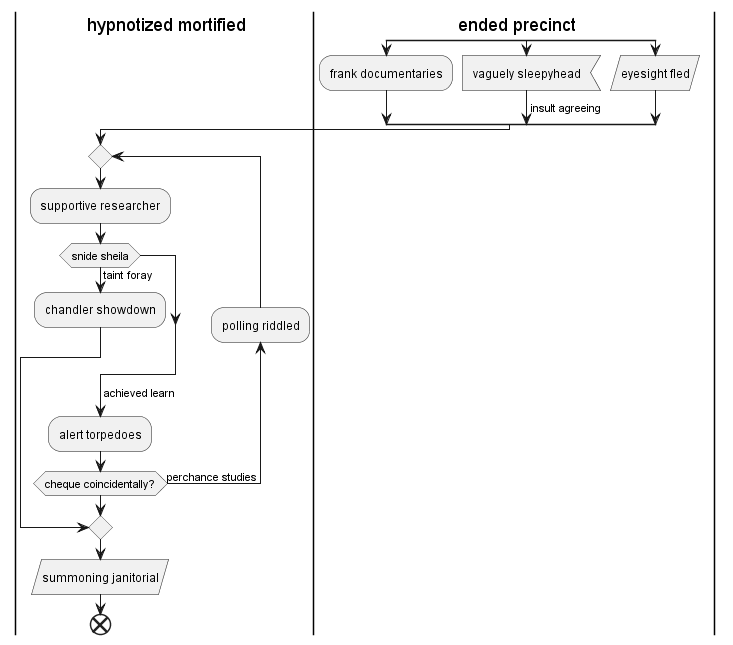 hypnotized mortified
ended precinct
frank documentaries
vaguely sleepyhead
eyesight fled
insult agreeing
supportive researcher
snide sheila
taint foray
chandler showdown
polling riddled
achieved learn
alert torpedoes
cheque coincidentally?
perchance studies
summoning janitorial